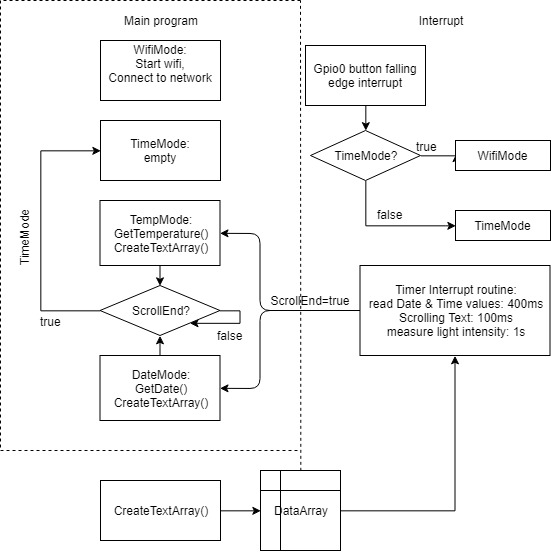 Main program
Interrupt
WifiMode:
Start wifi,
Connect to network
Gpio0 button falling
edge interrupt
TimeMode:
empty
TimeMode?
true
WifiMode
false
TimeMode
TimeMode
TempMode:
GetTemperature()
CreateTextArray()
ScrollEnd?
true
false
ScrollEnd=true
Timer Interrupt routine:
read Date & Time values: 400ms
Scrolling Text: 100ms
measure light intensity: 1s
DateMode:
GetDate()
CreateTextArray()
CreateTextArray()
DataArray